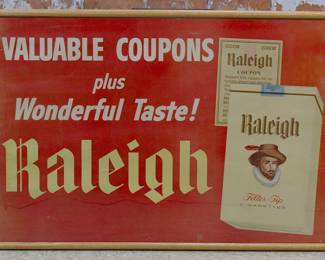 VALUABLE COUPONS
plus
Wonderful Taste!
Raleigh
Raleigh
COUPON
Raleigh
Filter-Tip
CIGARETTES